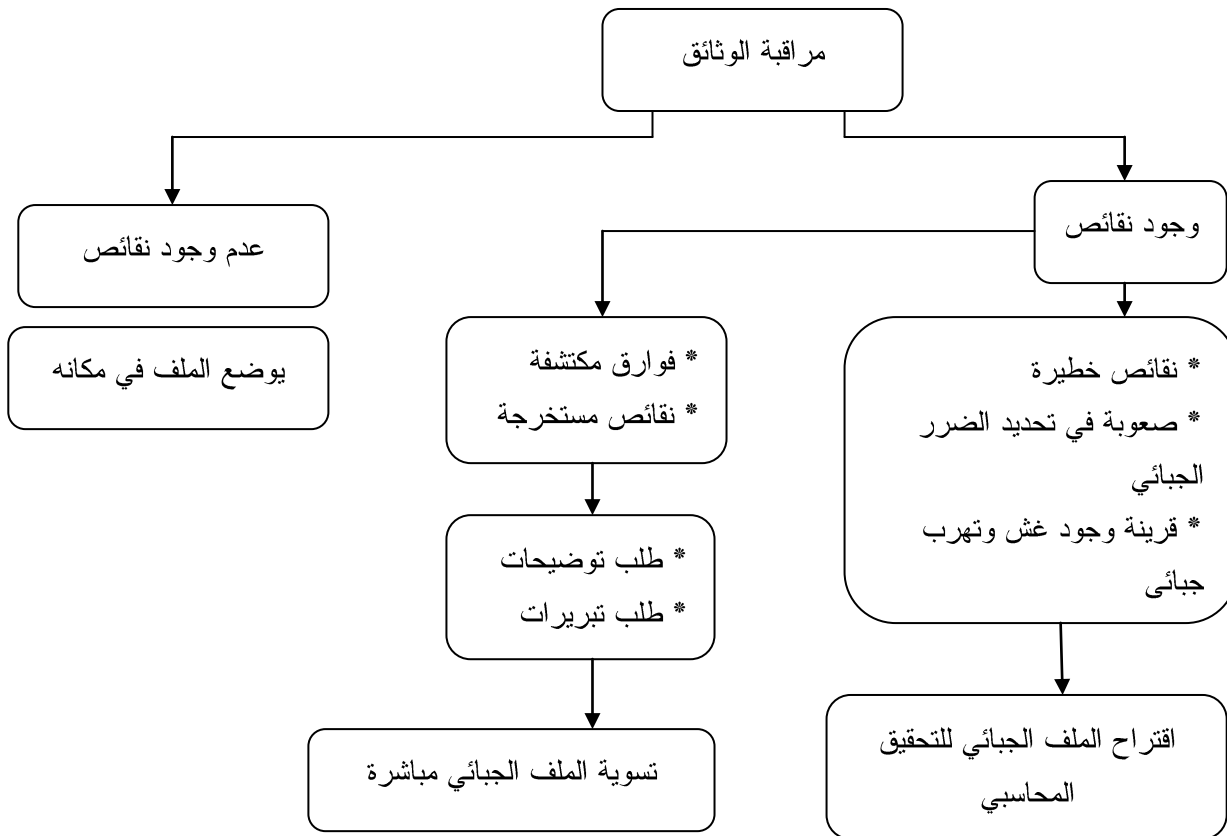 مراقبة الوثائق
وجود نقائص
عدم وجود نقائص
يوضع الملف في مكانه
* فوارق مكتشفة
* نقائص مستخرجة
* نقائص خطيرة
* صعوبة في تحديد الضرر
الجبائي
* قرينة وجود غش وتهرب
جبائي
* طلب توضيحات
* طلب تبريرات
اقتراح الملف الجبائي للتحقيق
المحاسبي
تسوية الملف الجبائي مباشرة